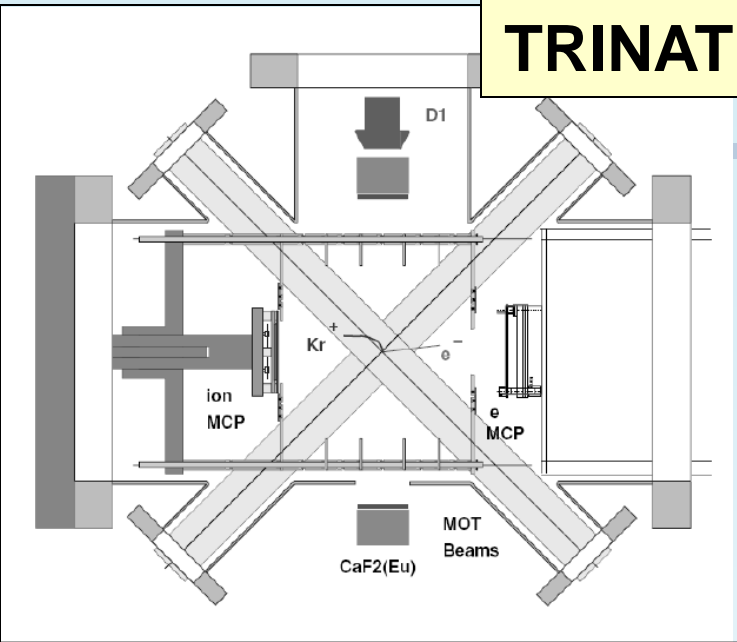 TRINAT
D1
Kr
+
e
−
ion
MCP
e
MCP
MOT
Beams
CaF2(Eu)